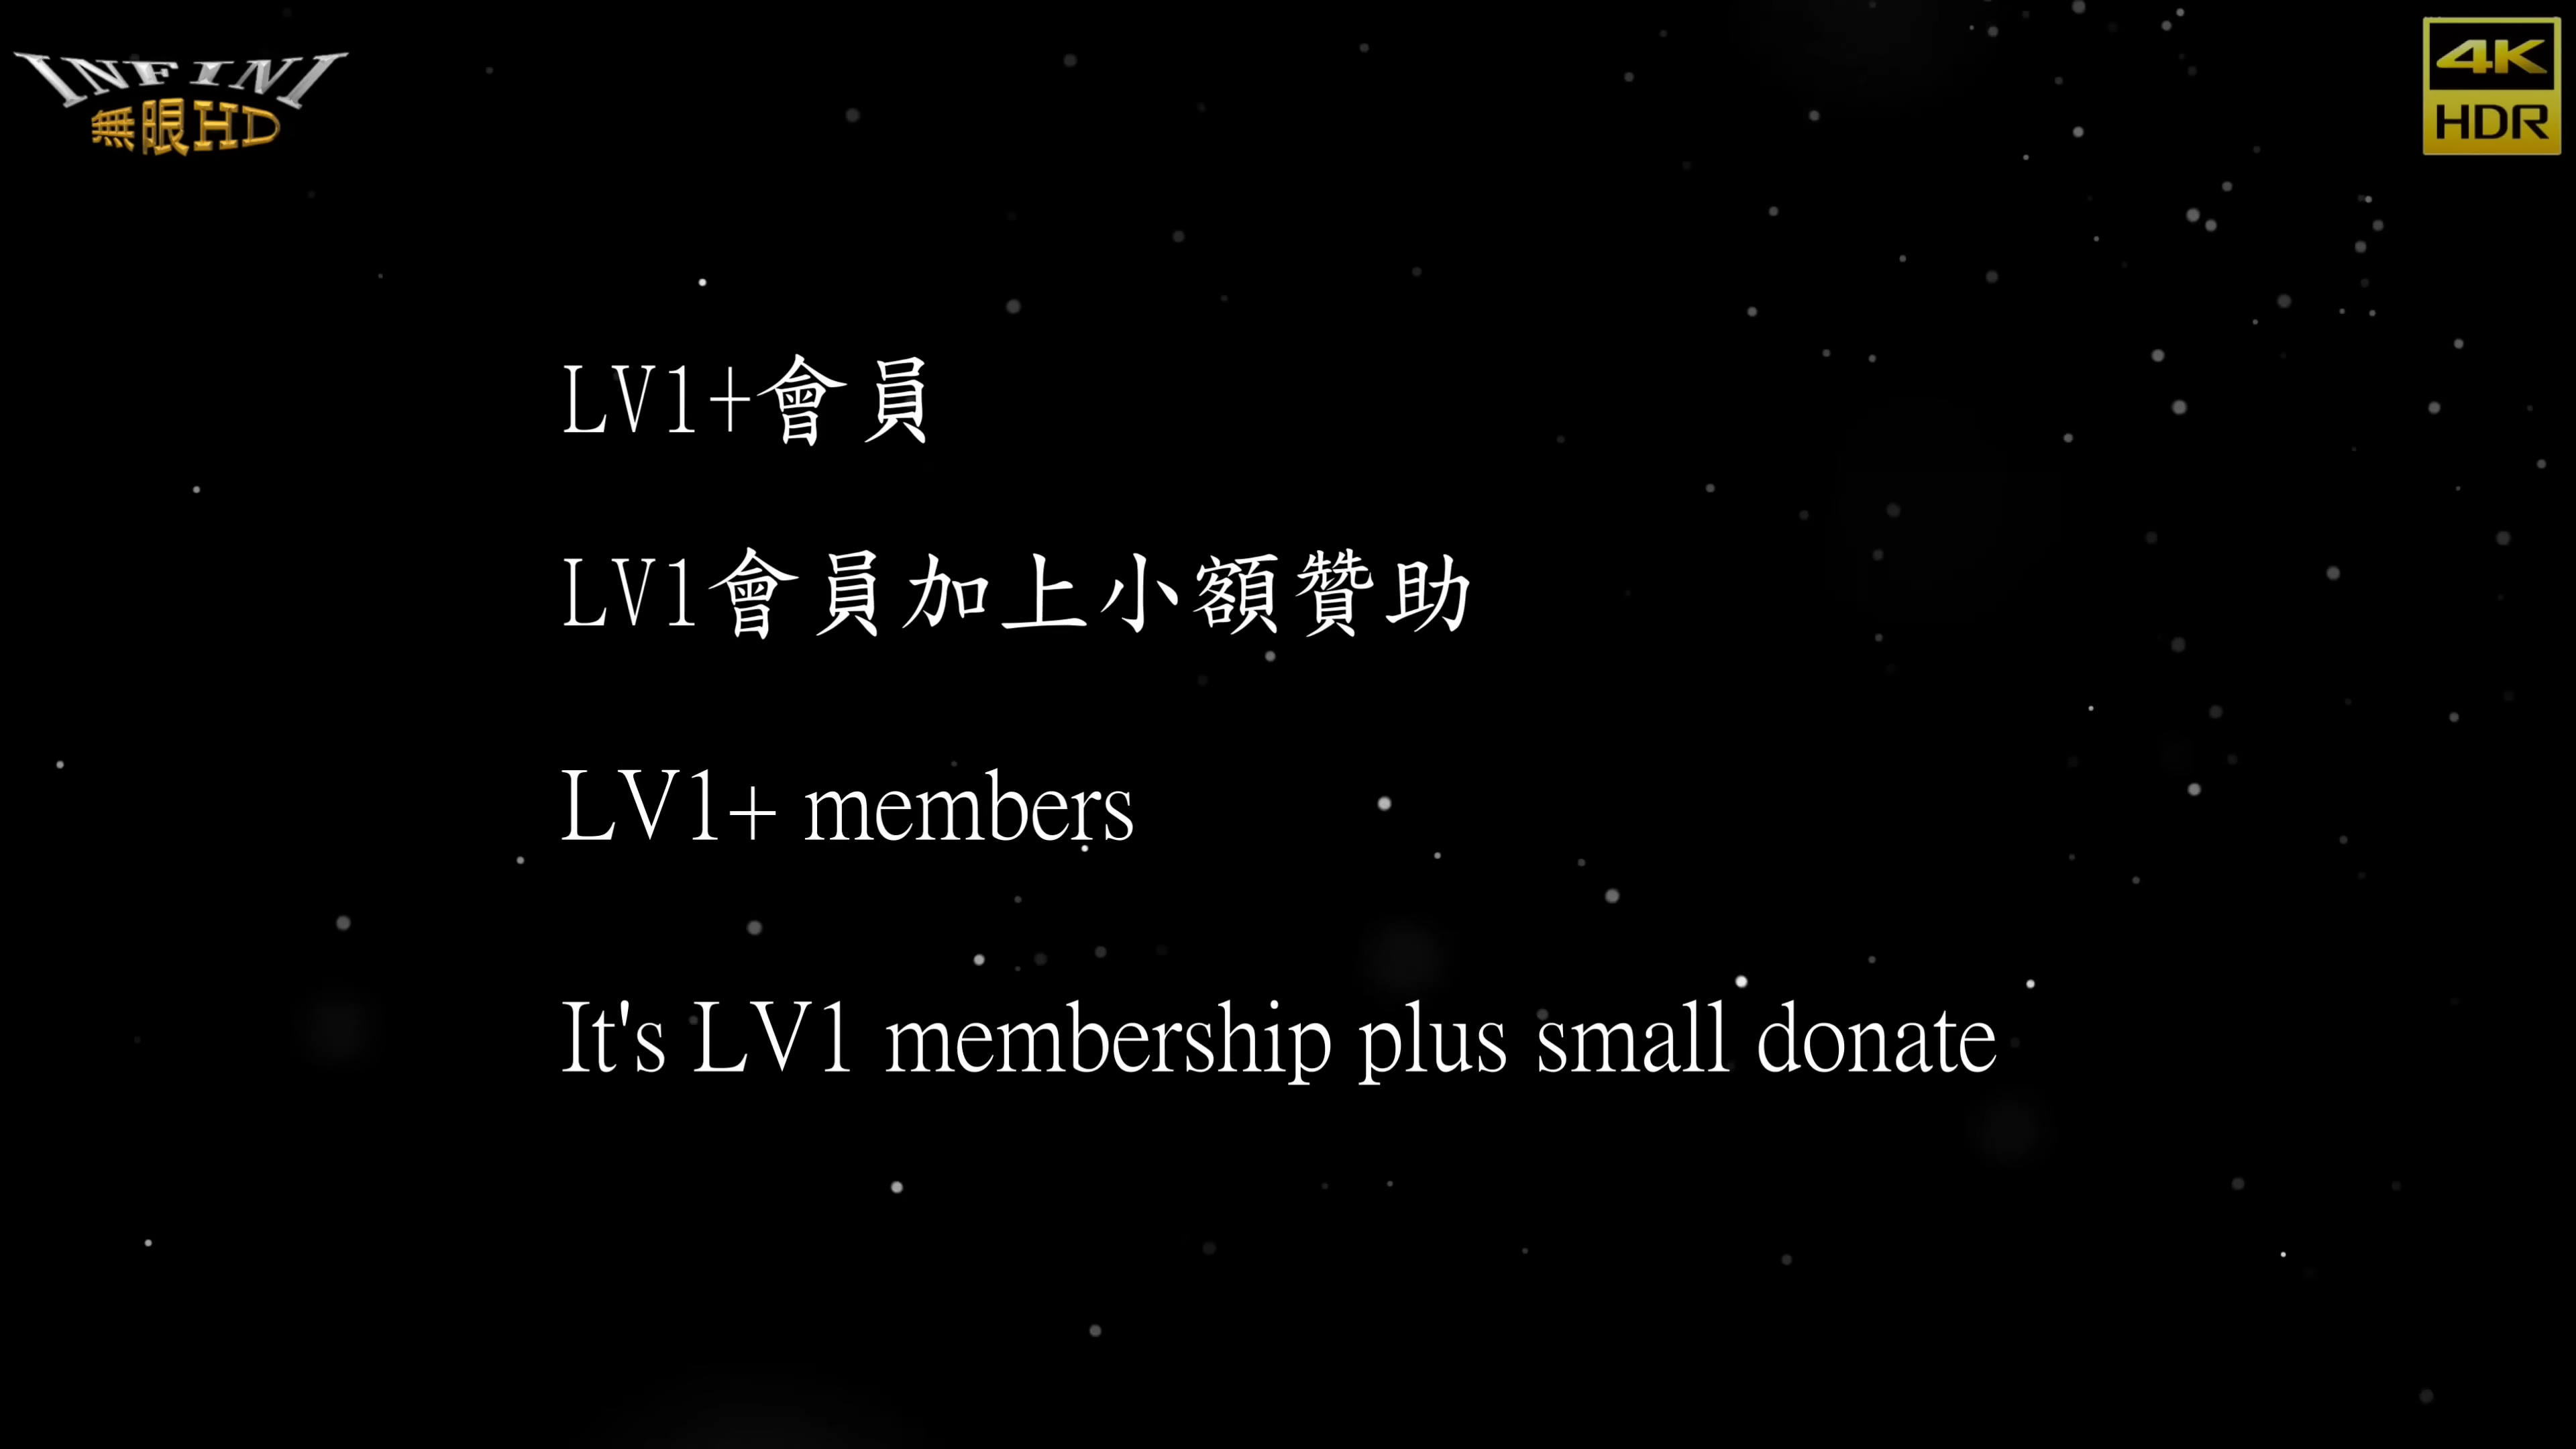 INFINI
無限HD
4K
HDR
LV1+會員
LV1會員加上小額贊助
LV1+ members
It's LV1 membership plus small donate